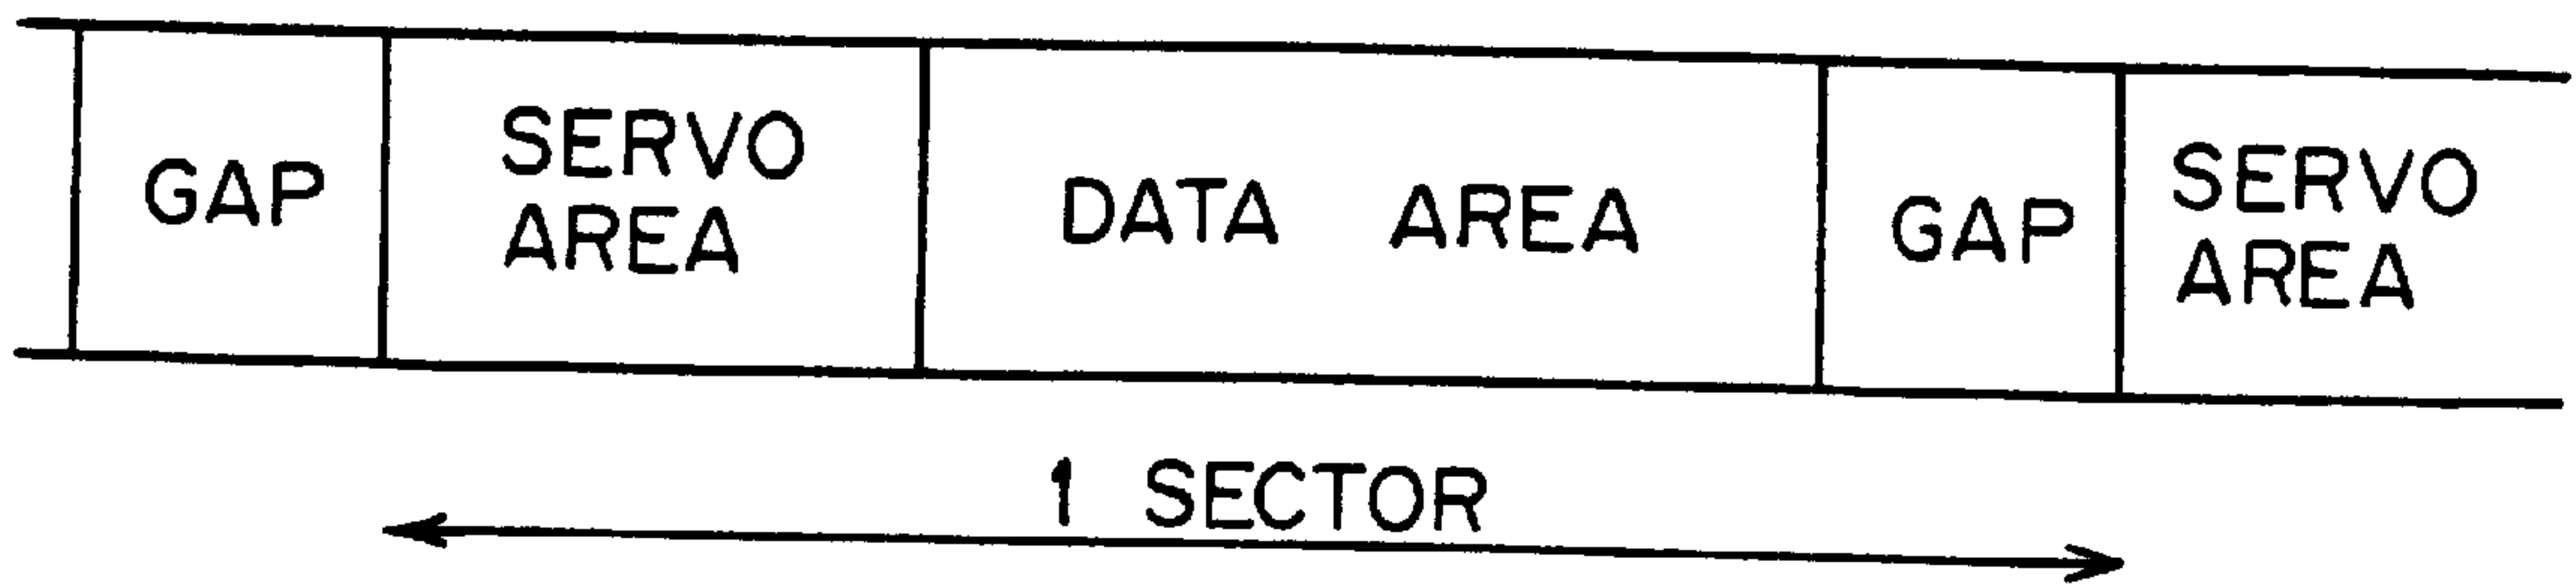 GAP
SERVO
AREA
DATA AREA
GAP
SERVO
AREA
1 SECTOR